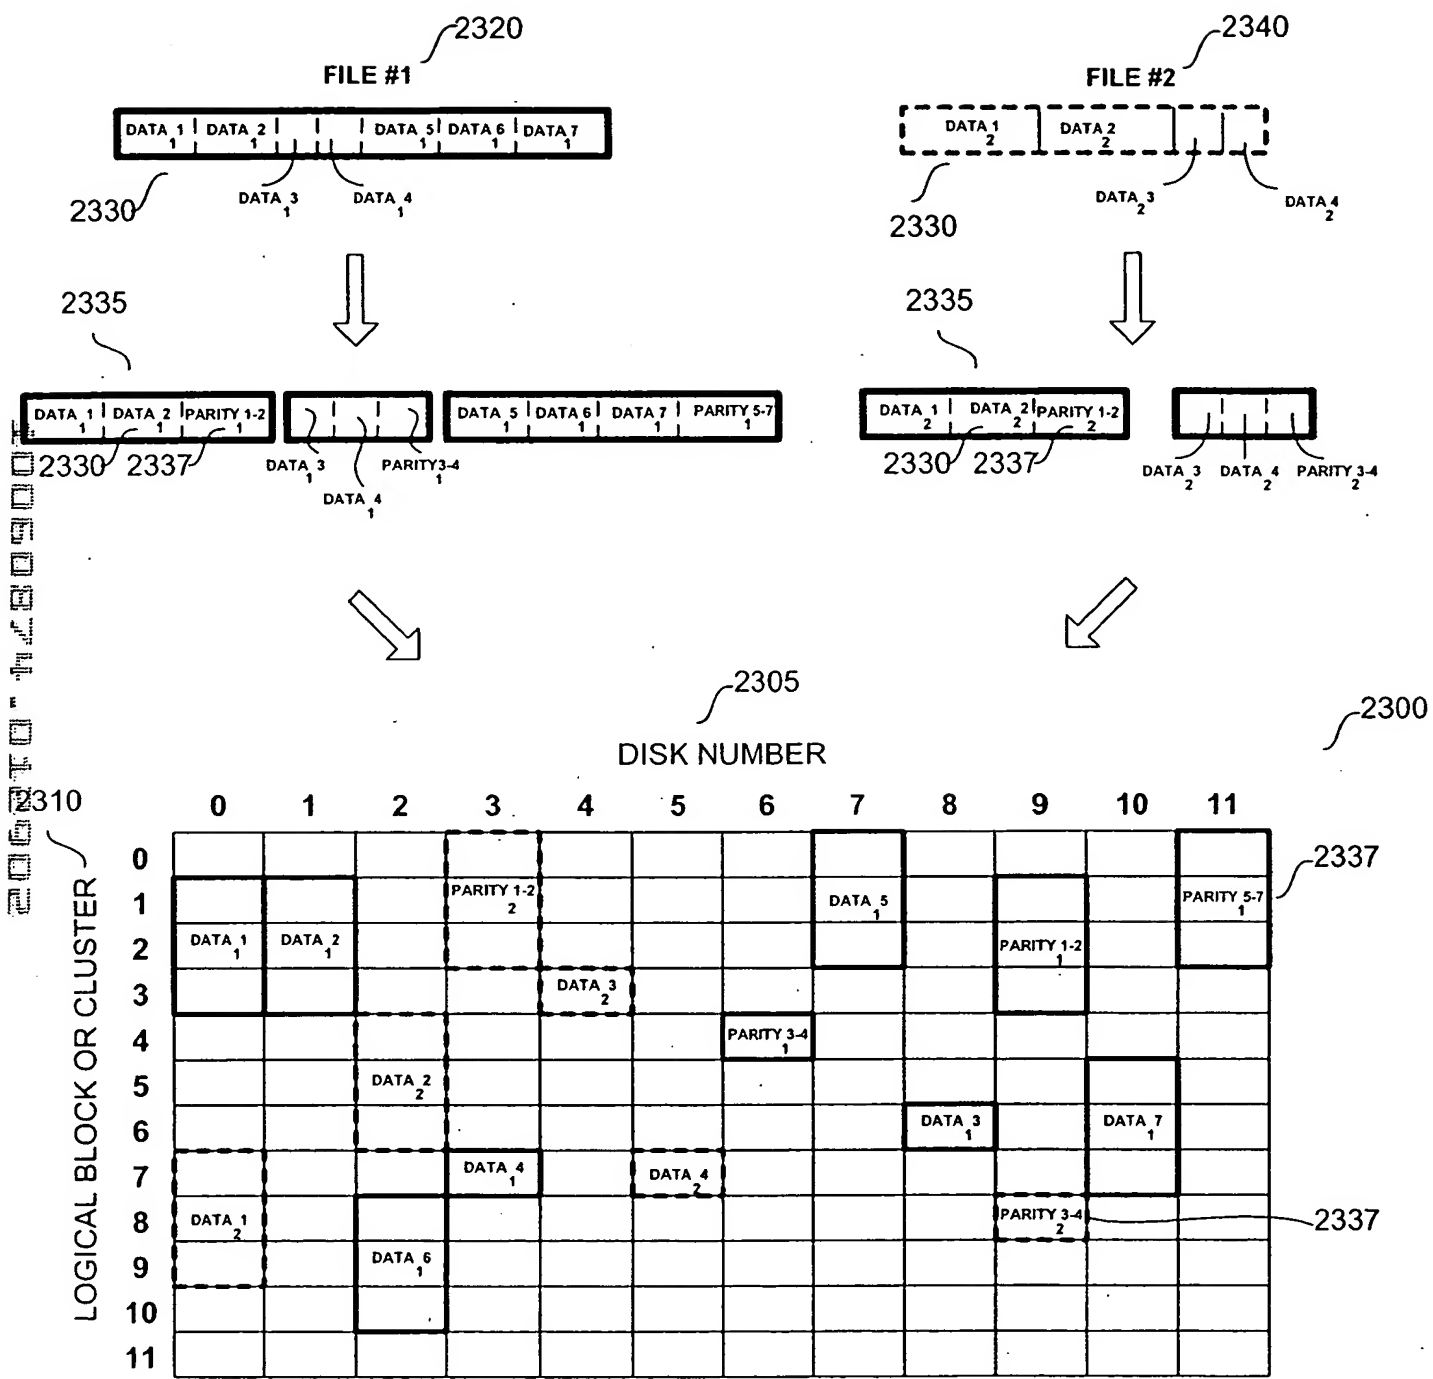 2320
2340
FILE #1
FILE #2
DATA 1 1 DATA 2 1 DATA 5 1 DATA 6 1 DATA 7 1
DATA 1 2 DATA 2 2
DATA 3 1 DATA 4 1
DATA 3 2 DATA 4 2
2330
2330
2335
2335
DATA 1 1 DATA 2 1 PARITY 1-2 1
DATA 5 1 DATA 6 1 DATA 7 1 PARITY 5-7 1
DATA 1 2 DATA 2 2 PARITY 1-2 2
2330 2337 DATA 3 1 PARITY3-4 1
DATA 4 1
2330 2337 DATA 3 2 DATA 4 2 PARITY 3-4 2
2305
2300
DISK NUMBER
2310
0 1 2 3 4 5 6 7 8 9 10 11
LOGICAL BLOCK OR CLUSTER
0
2337
1 PARITY 1-2 2 DATA 5 1 PARITY 5-7 1
2 DATA 1 1 DATA 2 1 PARITY 1-2 1
3 DATA 3 2
4 PARITY 3-4 1
5 DATA 2 2
6 DATA 3 1 DATA 7 1
7 DATA 4 1 DATA 4 2
8 DATA 1 2 PARITY 3-4 2 2337
9 DATA 6 1
10
11